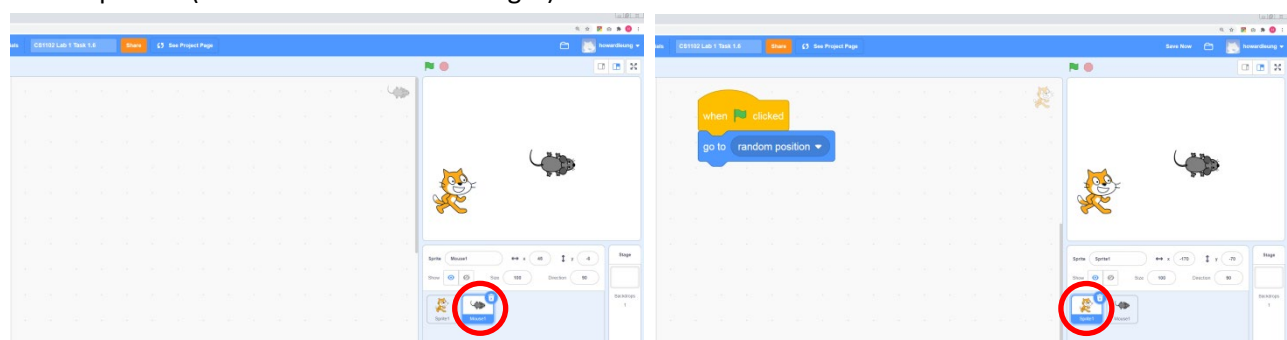 CS1102 Lab 1 Task 1.6 Share See Project Page howardleung
Sprite Mouse1 x y
Show Size 100 Direction 90
Stage
Backdrops
1
Sprite1 Mouse1
CS1102 Lab 1 Task 1.6 Share See Project Page Save Now howardleung
when clicked
go to random position
Sprite Sprite1 x -170 y -70
Show Size 100 Direction 90
Stage
Backdrops
1
Sprite1 Mouse1